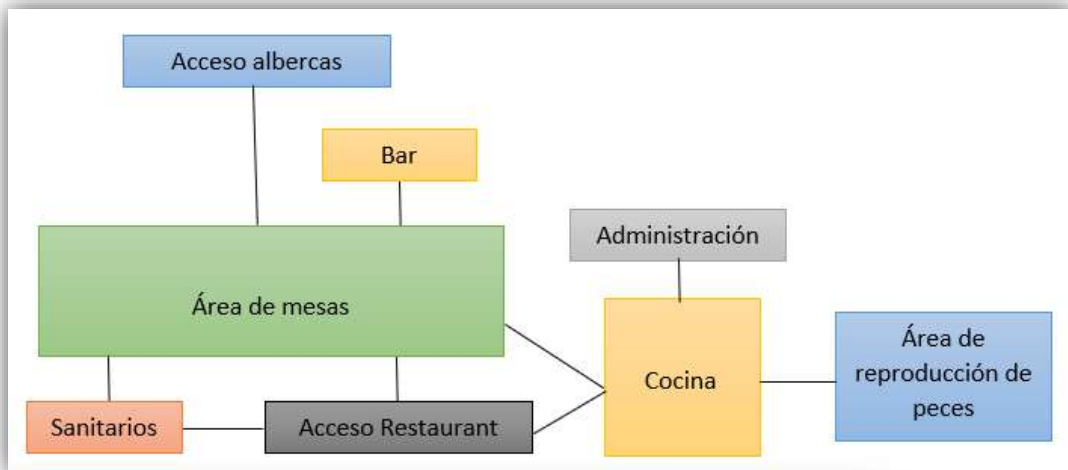 Acceso albercas
Bar
Administración
Área de mesas
Cocina
Área de
reproducción de
peces
Sanitarios
Acceso Restaurant